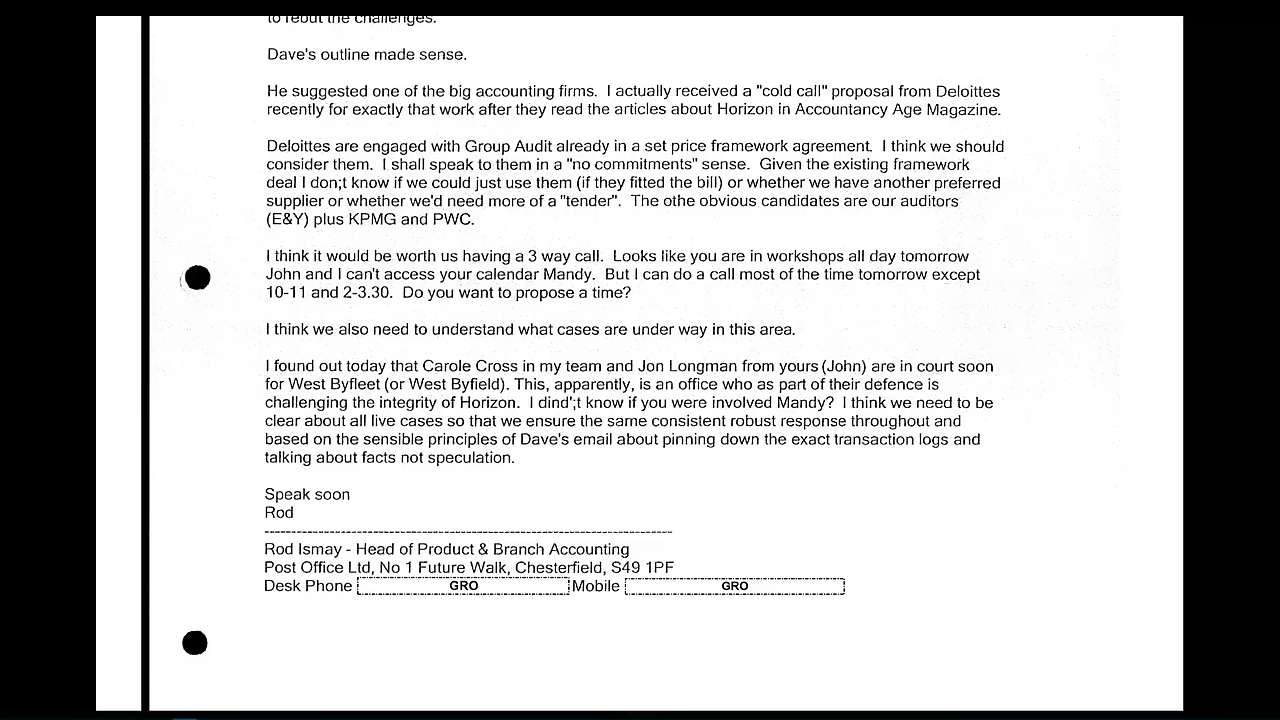 to rebut the challenges.
Dave's outline made sense.
He suggested one of the big accounting firms.  I actually received a "cold call" proposal from Deloittes
recently for exactly that work after they read the articles about Horizon in Accountancy Age Magazine.
Deloittes are engaged with Group Audit already in a set price framework agreement.  I think we should
consider them.  I shall speak to them in a "no commitments" sense.  Given the existing framework
deal I don;t know if we could just use them (if they fitted the bill) or whether we have another preferred
supplier or whether we'd need more of a "tender".  The othe obvious candidates are our auditors
(E&Y) plus KPMG and PWC.
I think it would be worth us having a 3 way call.  Looks like you are in workshops all day tomorrow
John and I can't access your calendar Mandy.  But I can do a call most of the time tomorrow except
10-11 and 2-3.30.  Do you want to propose a time?
I think we also need to understand what cases are under way in this area.
I found out today that Carole Cross in my team and Jon Longman from yours (John) are in court soon
for West Byfleet (or West Byfield). This, apparently, is an office who as part of their defence is
challenging the integrity of Horizon.  I dind';t know if you were involved Mandy?  I think we need to be
clear about all live cases so that we ensure the same consistent robust response throughout and
based on the sensible principles of Dave's email about pinning down the exact transaction logs and
talking about facts not speculation.
Speak soon
Rod
Rod Ismay - Head of Product & Branch Accounting
Post Office Ltd, No 1 Future Walk, Chesterfield, S49 1PF
Desk Phone GRO Mobile GRO